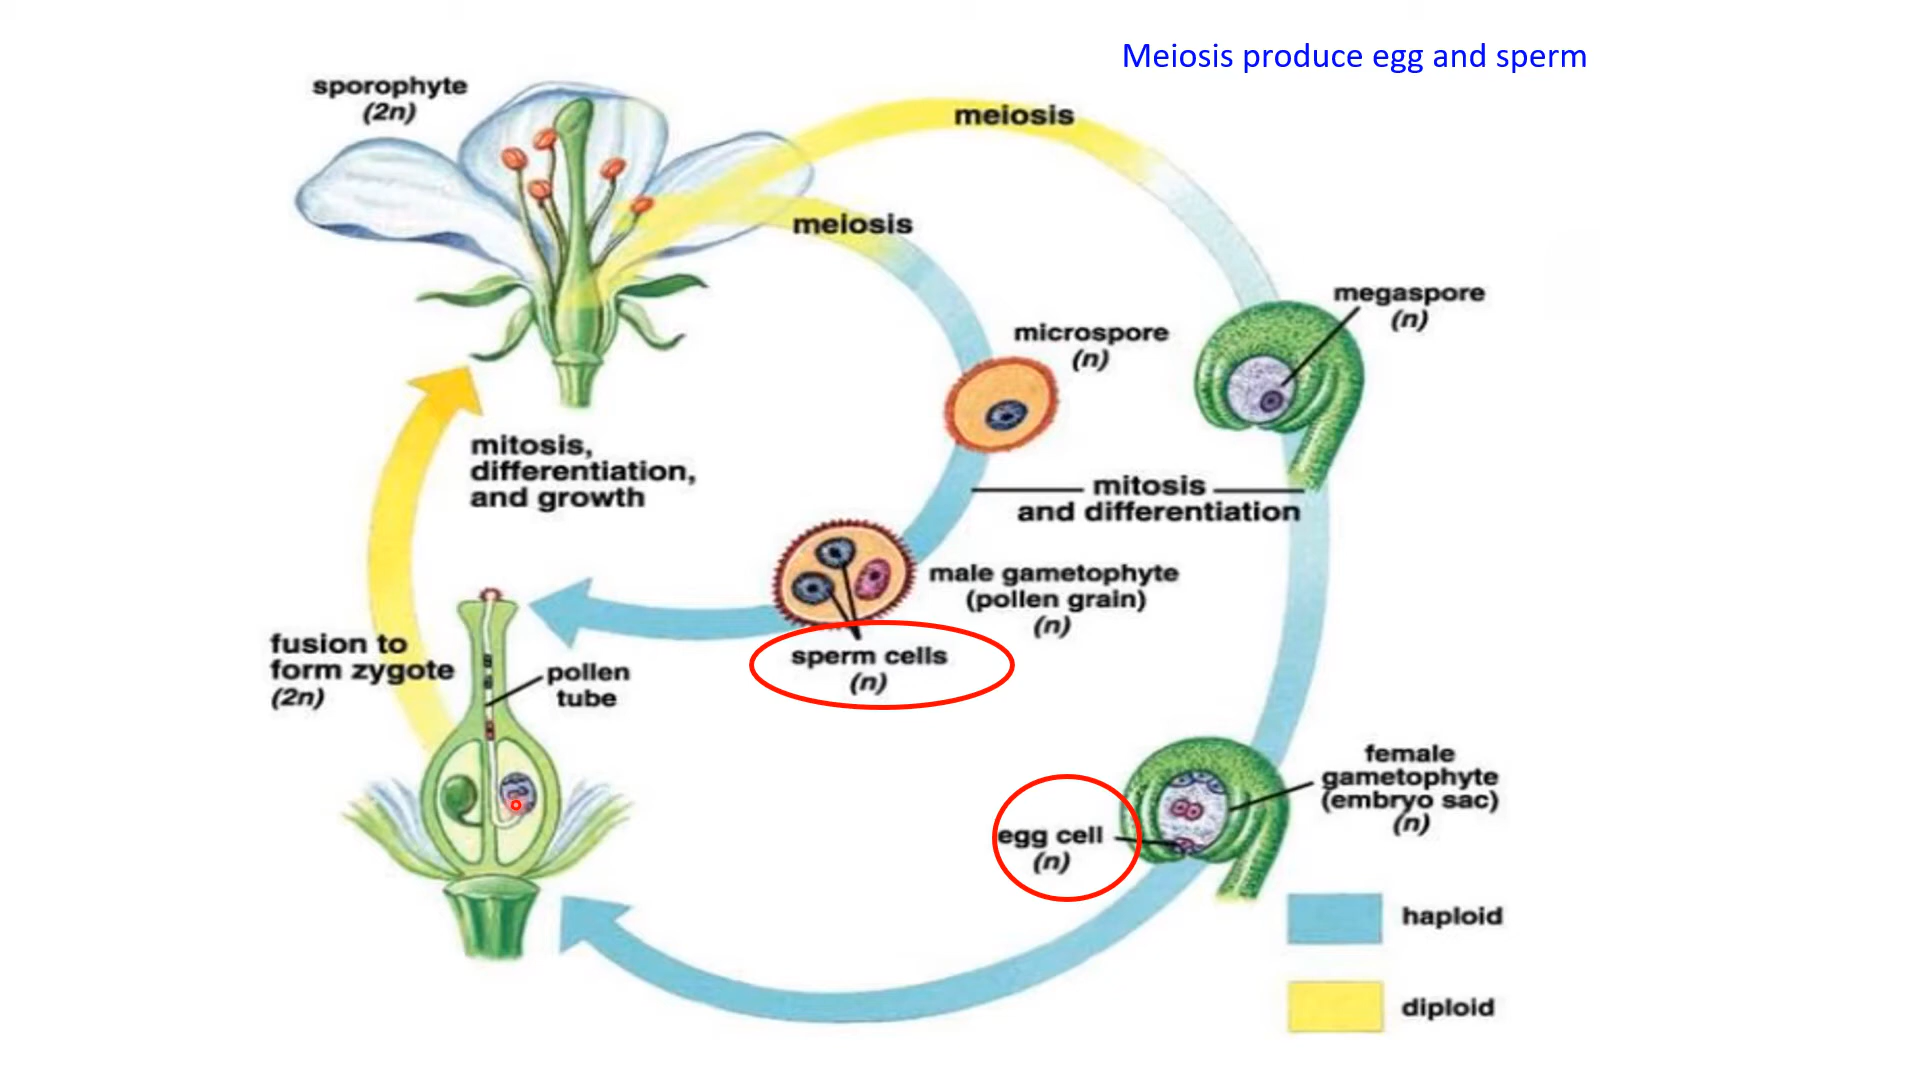 Meiosis produce egg and sperm
sporophyte
(2n)
meiosis
meiosis
megaspore
(n)
microspore
(n)
mitosis,
differentiation,
and growth
mitosis
and differentiation
male gametophyte
(pollen grain)
(n)
sperm cells
(n)
fusion to
form zygote
(2n)
pollen
tube
female
gametophyte
(embryo sac)
(n)
egg cell
(n)
haploid
diploid